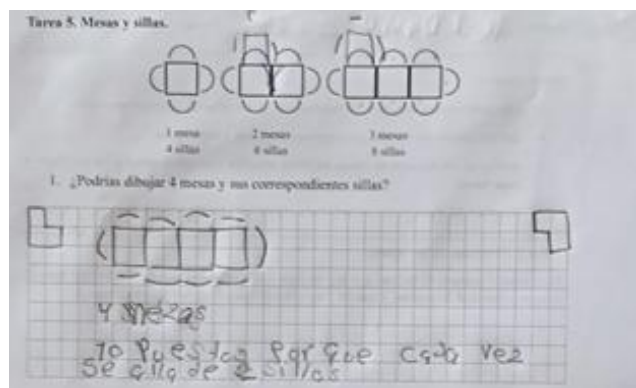 Tarea 5. Mesas y sillas.
1 mesa 2 mesas 3 mesas
4 sillas 6 sillas 8 sillas
1. ¿Podrías dibujar 4 mesas y sus correspondientes sillas?
4 mezas
10 Puestos Porque cada vez
se aña de 2 sillas